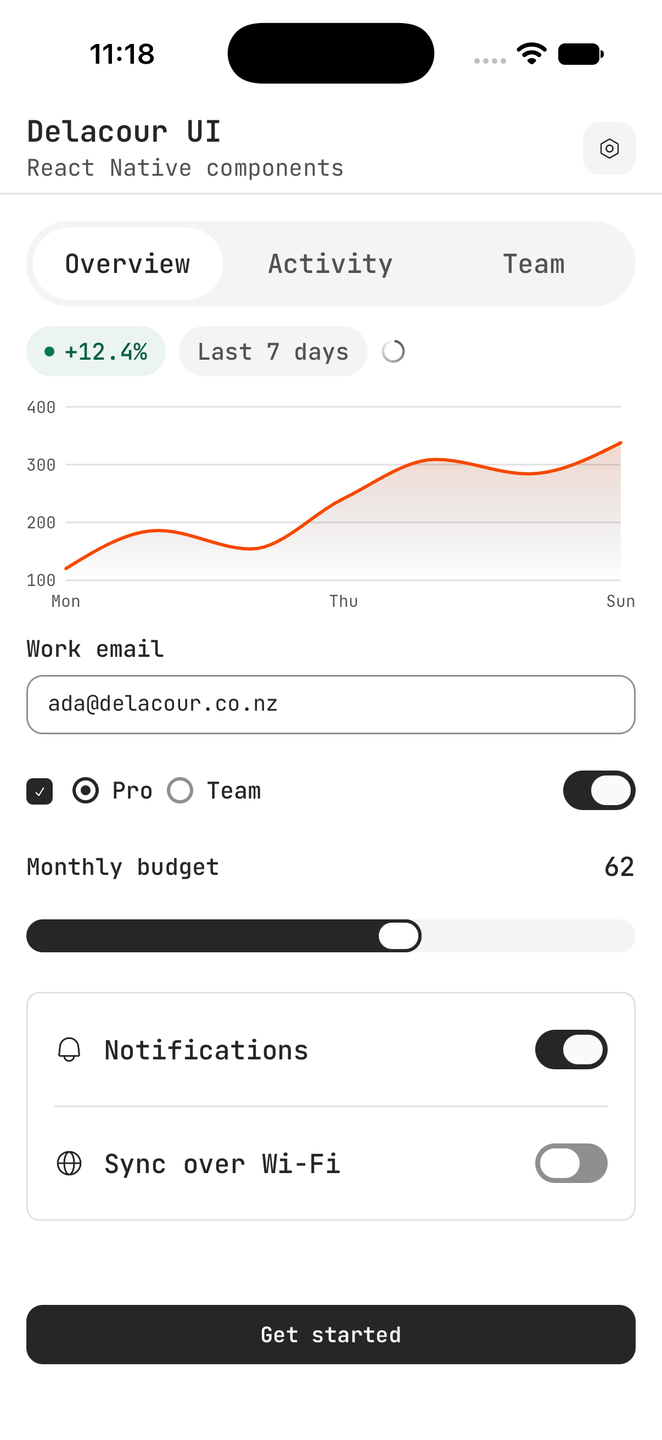 11:18
Delacour UI
React Native components
Overview Activity Team
+12.4% Last 7 days
400
300
200
100
Mon Thu Sun
Work email
ada@delacour.co.nz
Pro Team
Monthly budget 62
Notifications
Sync over Wi-Fi
Get started